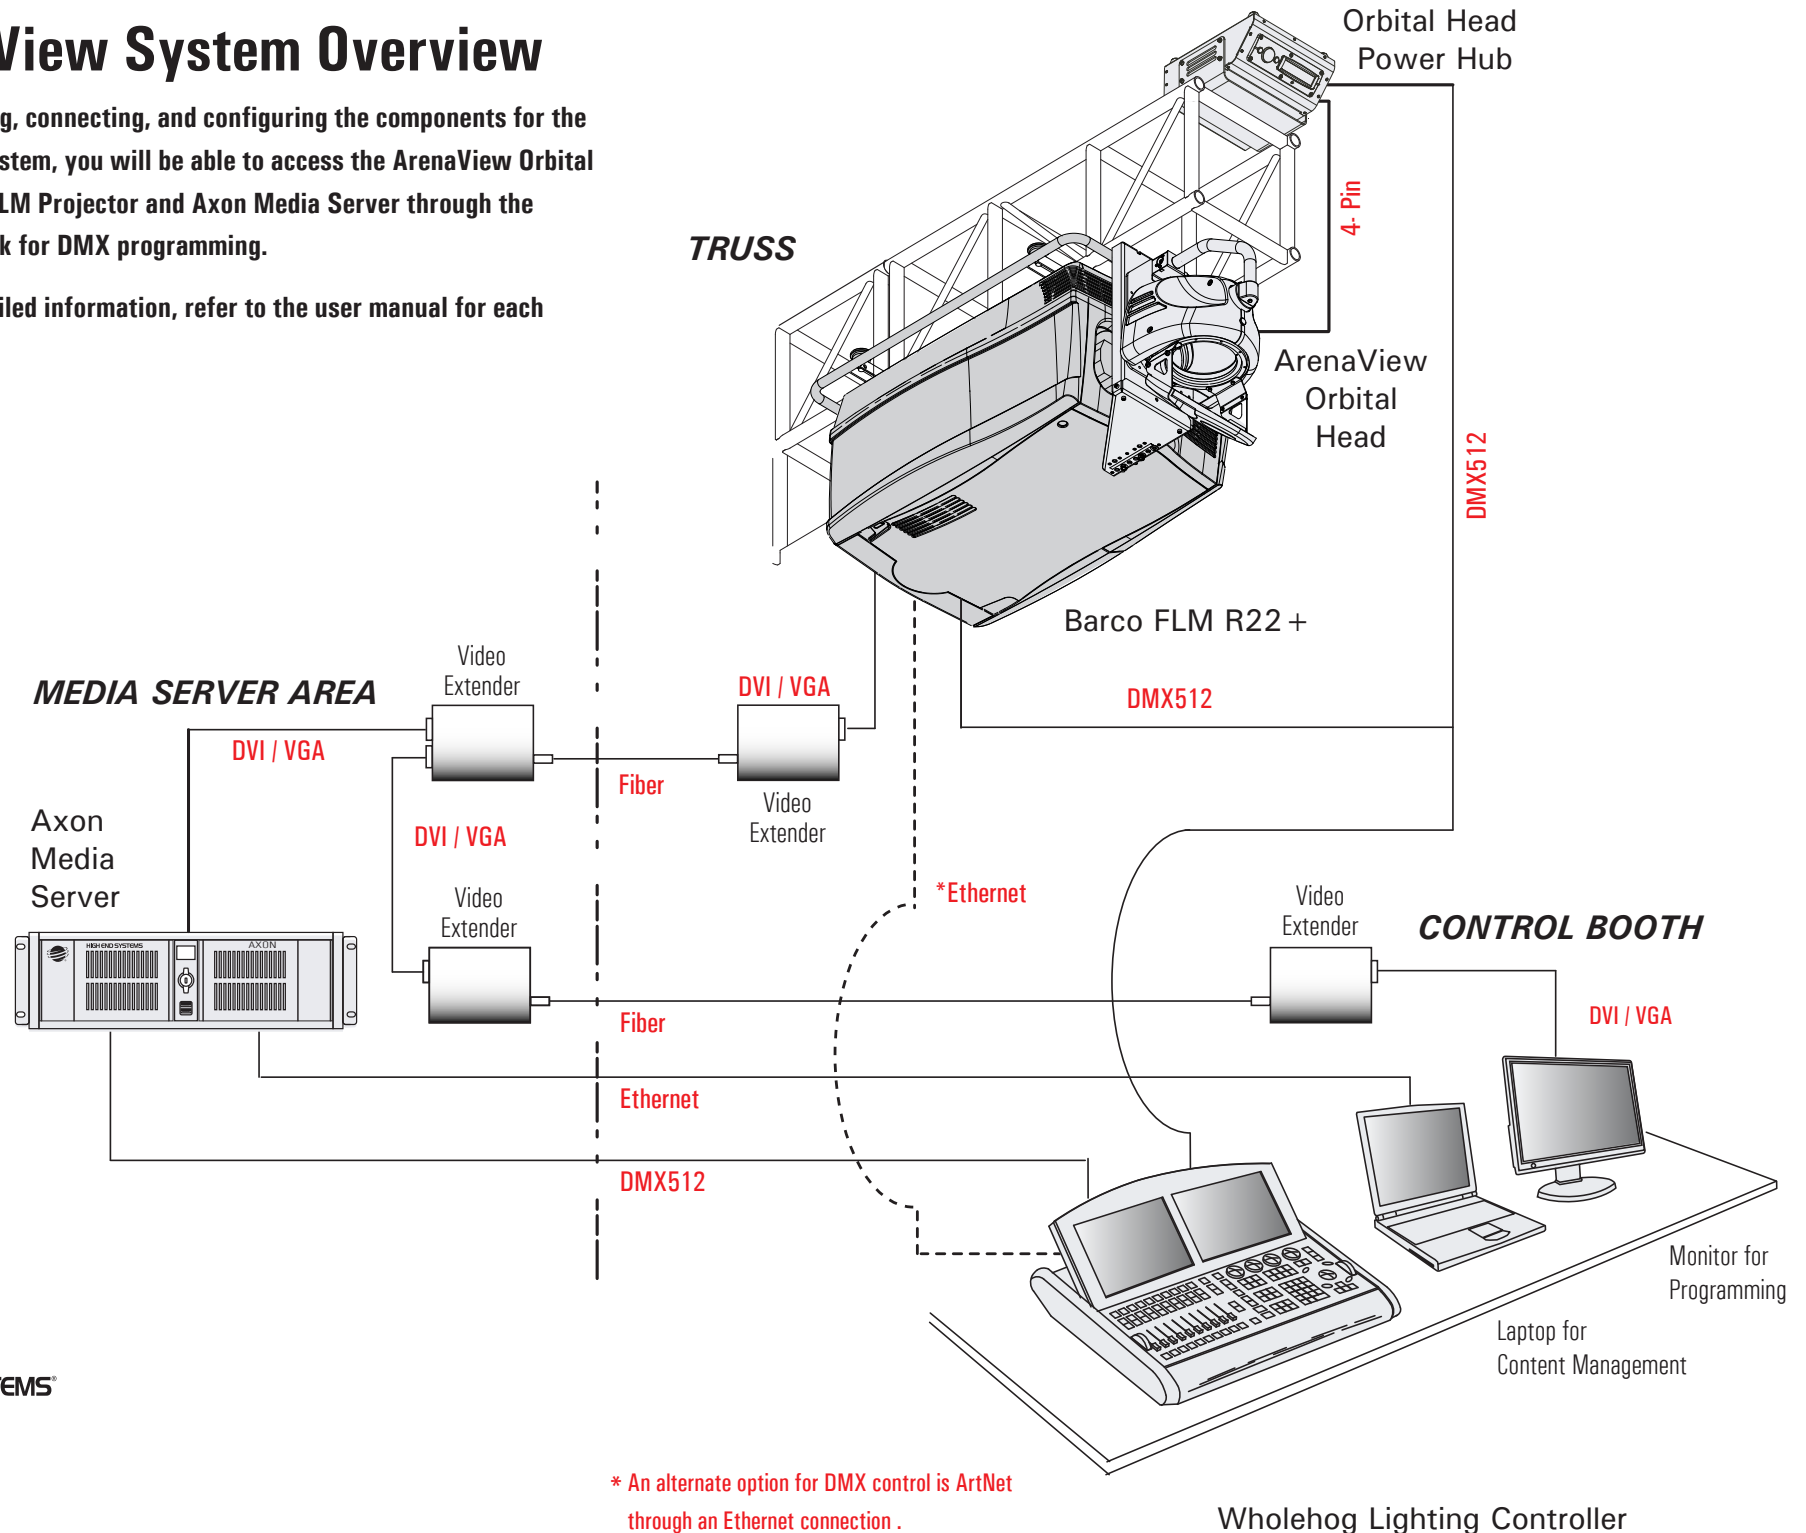 View System Overview
g, connecting, and configuring the components for the
stem, you will be able to access the ArenaView Orbital
LM Projector and Axon Media Server through the
k for DMX programming.
iled information, refer to the user manual for each
Orbital Head
Power Hub
4- Pin
TRUSS
ArenaView
Orbital
Head
DMX512
Barco FLM R22+
DMX512
MEDIA SERVER AREA
Video
Extender
DVI / VGA
DVI / VGA
Fiber
Video
Extender
DVI / VGA
Axon
Media
Server
Video
Extender
*Ethernet
Video
Extender
CONTROL BOOTH
HIGH END SYSTEMS
AXON
Fiber
DVI / VGA
Ethernet
DMX512
Monitor for
Programming
Laptop for
Content Management
TEMS®
* An alternate option for DMX control is ArtNet
through an Ethernet connection .
Wholehog Lighting Controller